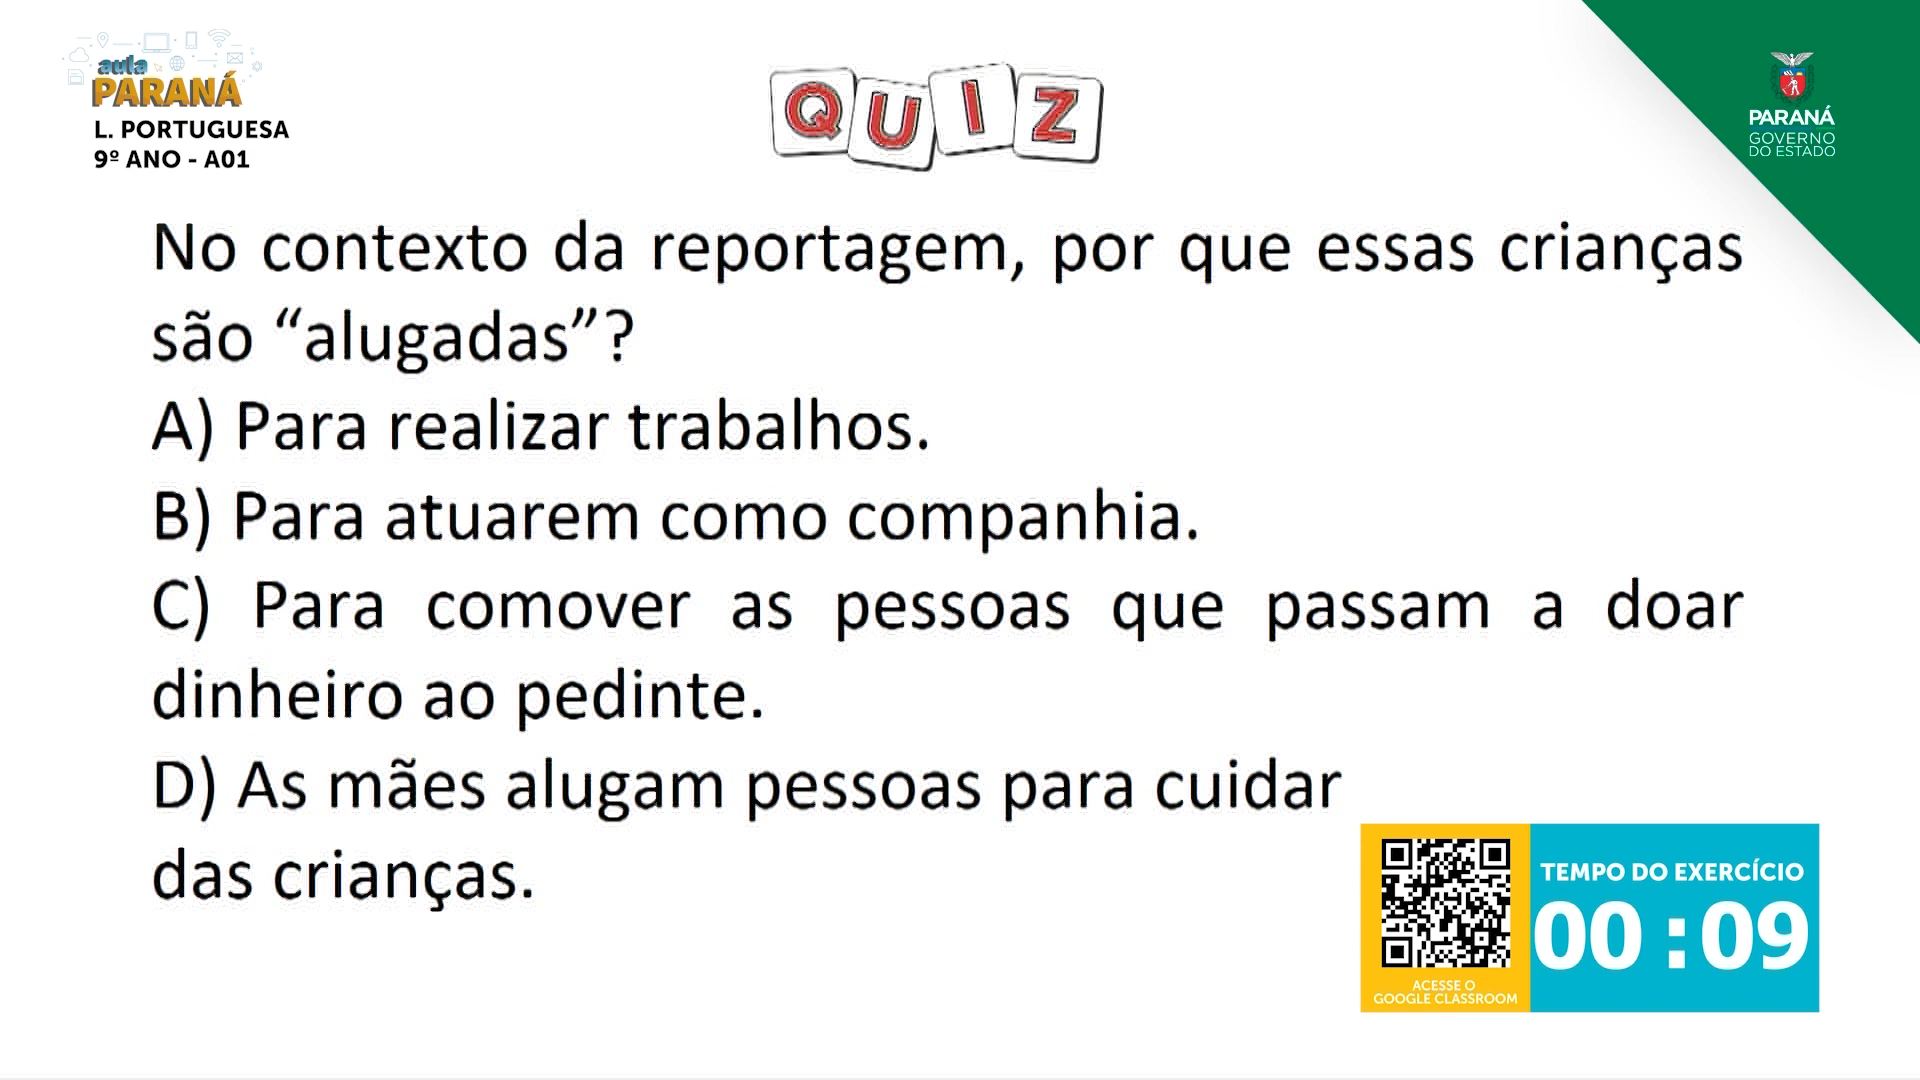 aula
PARANÁ
L. PORTUGUESA
9º ANO - A01
QUIZ
PARANÁ
GOVERNO
DO ESTADO
No contexto da reportagem, por que essas crianças
são “alugadas”?
A) Para realizar trabalhos.
B) Para atuarem como companhia.
C) Para comover as pessoas que passam a doar
dinheiro ao pedinte.
D) As mães alugam pessoas para cuidar
das crianças.
TEMPO DO EXERCÍCIO
00:09
ACESSE O
GOOGLE CLASSROOM